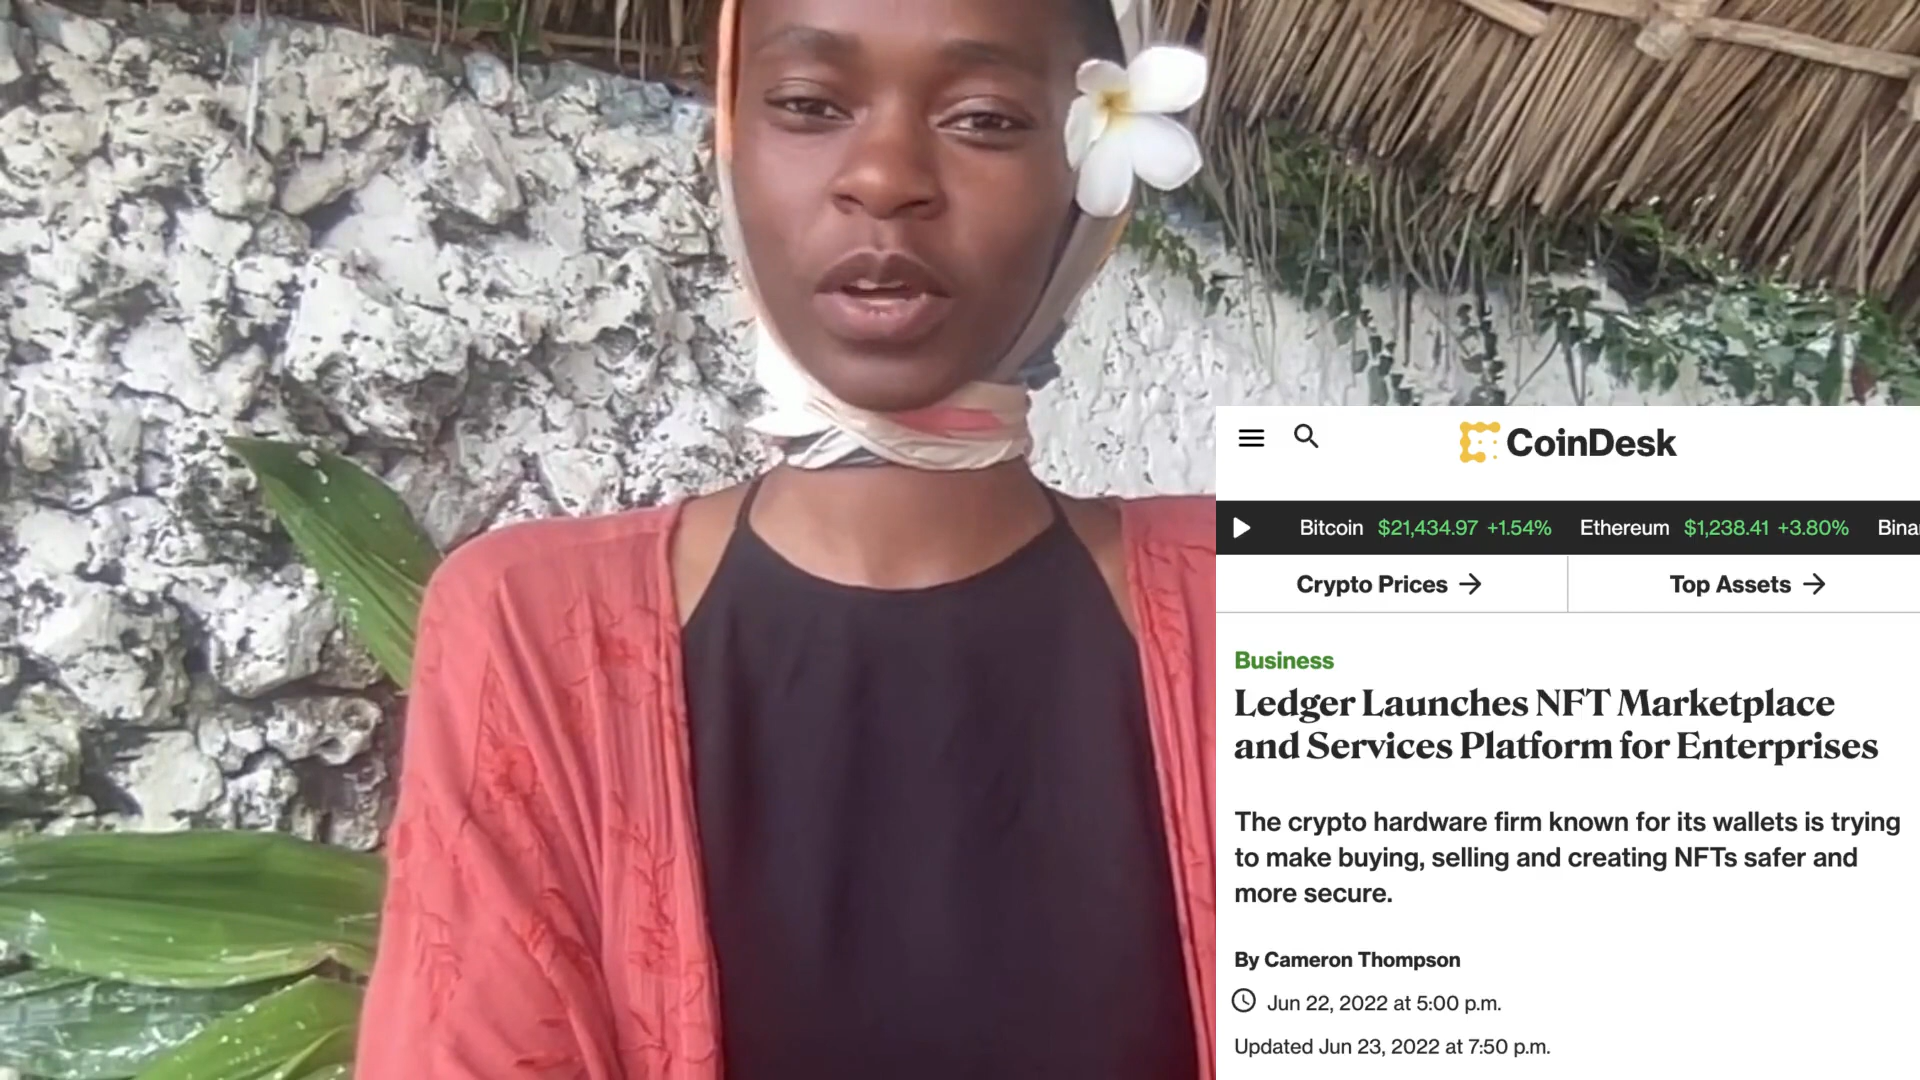 CoinDesk
Bitcoin $21,434.97 +1.54% Ethereum $1,238.41 +3.80% Bina
Crypto Prices → Top Assets →
Business
Ledger Launches NFT Marketplace
and Services Platform for Enterprises
The crypto hardware firm known for its wallets is trying
to make buying, selling and creating NFTs safer and
more secure.
By Cameron Thompson
Jun 22, 2022 at 5:00 p.m.
Updated Jun 23, 2022 at 7:50 p.m.